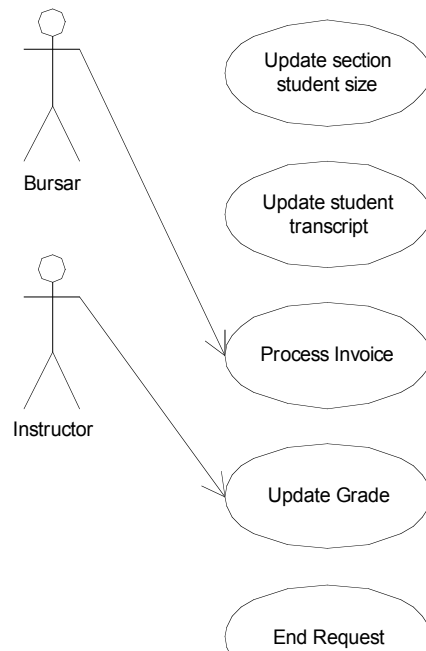 Update section
student size
Bursar
Update student
transcript
Process Invoice
Instructor
Update Grade
End Request